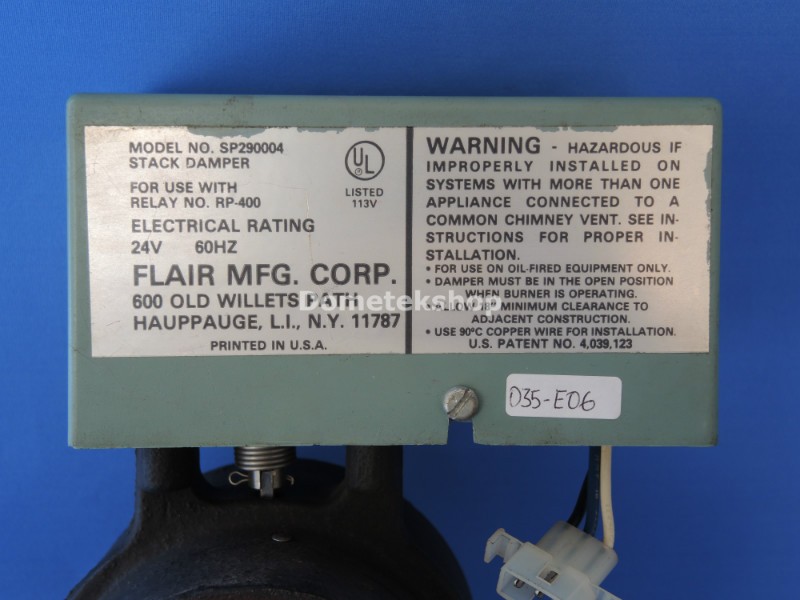 MODEL NO. SP290004
STACK DAMPER
FOR USE WITH
RELAY NO. RP-400
UL
LISTED
113V
ELECTRICAL RATING
24V 60HZ
FLAIR MFG. CORP.
600 OLD WILLETS PATH
HAUPPAUGE, L.I., N.Y. 11787
PRINTED IN U.S.A.
WARNING - HAZARDOUS IF
IMPROPERLY INSTALLED ON
SYSTEMS WITH MORE THAN ONE
APPLIANCE CONNECTED TO A
COMMON CHIMNEY VENT. SEE IN-
STRUCTIONS FOR PROPER IN-
STALLATION.
• FOR USE ON OIL-FIRED EQUIPMENT ONLY.
• DAMPER MUST BE IN THE OPEN POSITION
WHEN BURNER IS OPERATING.
ALLOW MINIMUM CLEARANCE TO
ADJACENT CONSTRUCTION.
• USE 90°C COPPER WIRE FOR INSTALLATION.
U.S. PATENT NO. 4,039,123
Dometekshop
035-E06